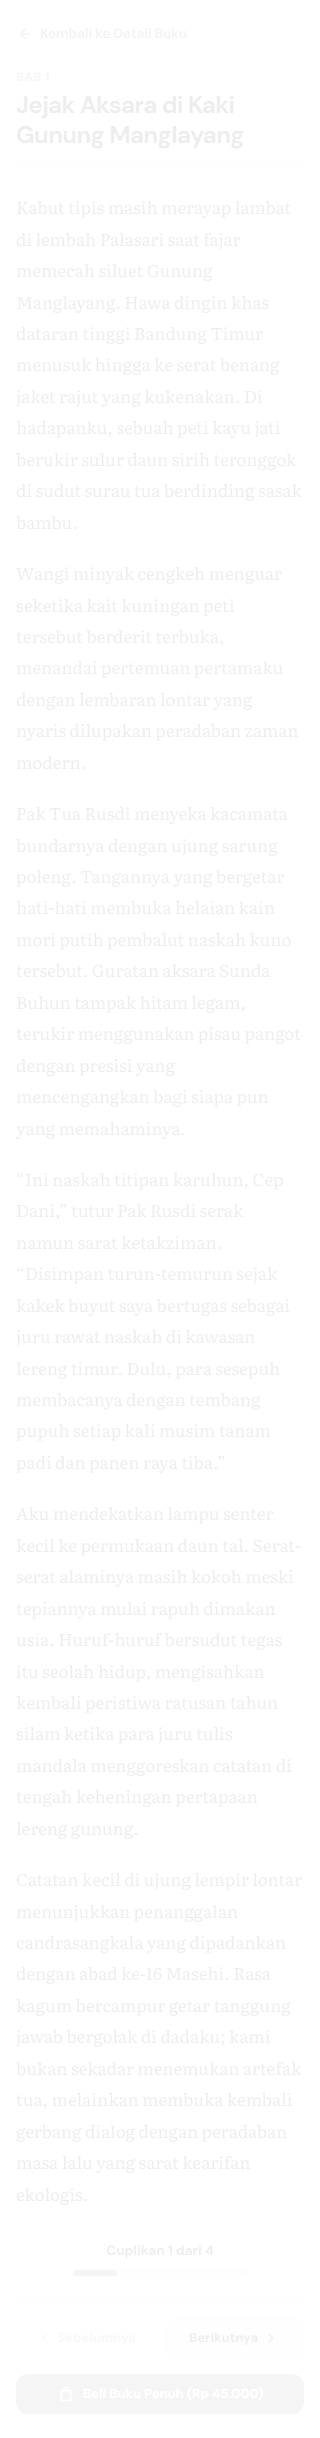 Kembali ke Detail Buku
BAB 1
Jejak Aksara di Kaki
Gunung Manglayang
Kabut tipis masih merayap lambat
di lembah Palasari saat fajar
memecah siluet Gunung
Manglayang. Hawa dingin khas
dataran tinggi Bandung Timur
menusuk hingga ke serat benang
jaket rajut yang kukenakan. Di
hadapanku, sebuah peti kayu jati
berukir sulur daun sirih teronggok
di sudut surau tua berdinding sasak
bambu.
Wangi minyak cengkeh menguar
seketika kait kuningan peti
tersebut berderit terbuka,
menandai pertemuan pertamaku
dengan lembaran lontar yang
nyaris dilupakan peradaban zaman
modern.
Pak Tua Rusdi menyeka kacamata
bundarnya dengan ujung sarung
poleng. Tangannya yang bergetar
hati-hati membuka helaian kain
mori putih pembalut naskah kuno
tersebut. Guratan aksara Sunda
Buhun tampak hitam legam,
terukir menggunakan pisau pangot
dengan presisi yang
mencengangkan bagi siapa pun
yang memahaminya.
“Ini naskah titipan karuhun, Cep
Dani,” tutur Pak Rusdi serak
namun sarat ketakziman.
“Disimpan turun-temurun sejak
kakek buyut saya bertugas sebagai
juru rawat naskah di kawasan
lereng timur. Dulu, para sesepuh
membacanya dengan tembang
pupuh setiap kali musim tanam
padi dan panen raya tiba.”
Aku mendekatkan lampu senter
kecil ke permukaan daun tal. Serat-
serat alaminya masih kokoh meski
tepiannya mulai rapuh dimakan
usia. Huruf-huruf bersudut tegas
itu seolah hidup, mengisahkan
kembali peristiwa ratusan tahun
silam ketika para juru tulis
mandala menggoreskan catatan di
tengah keheningan pertapaan
lereng gunung.
Catatan kecil di ujung lempir lontar
menunjukkan penanggalan
candrasangkala yang dipadankan
dengan abad ke-16 Masehi. Rasa
kagum bercampur getar tanggung
jawab bergolak di dadaku; kami
bukan sekadar menemukan artefak
tua, melainkan membuka kembali
gerbang dialog dengan peradaban
masa lalu yang sarat kearifan
ekologis.
Cuplikan 1 dari 4
Sebelumnya
Berikutnya
Beli Buku Penuh (Rp 45.000)